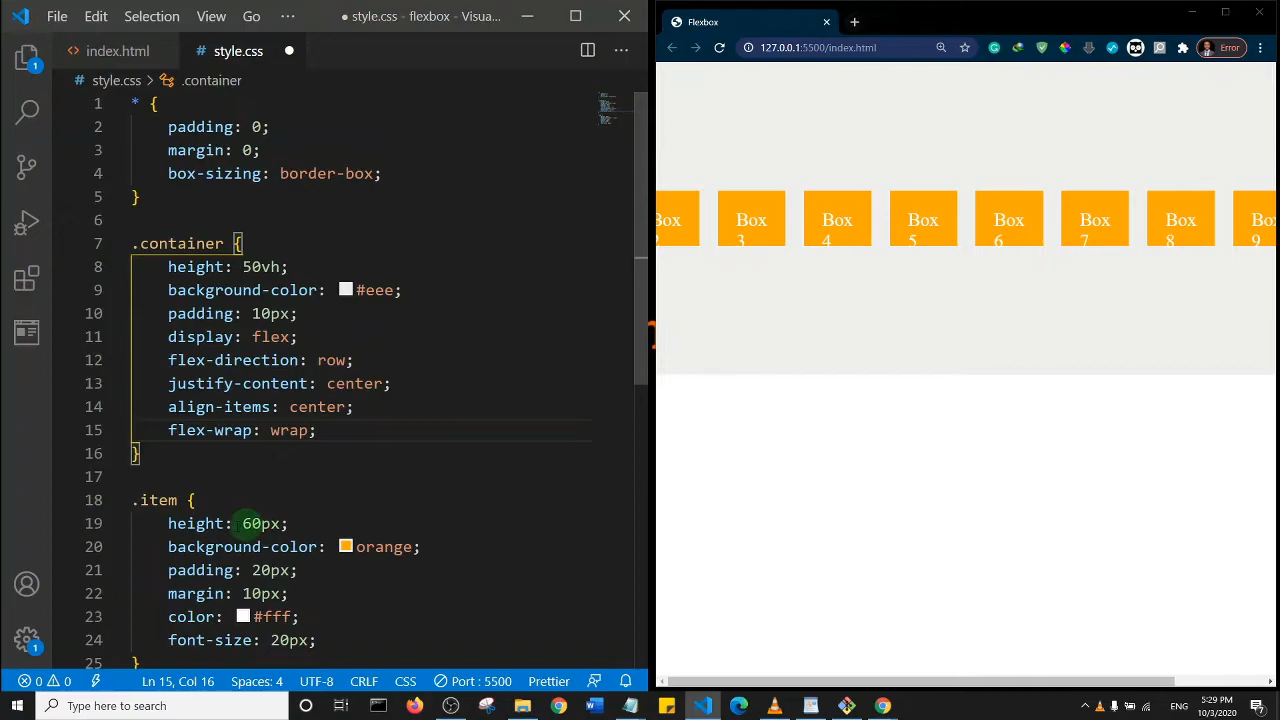 File Edit Selection View Go ··· ● style.css - flexbox - Visua...
index.html style.css ● ···
style.css > .container
1 * {
2 padding: 0;
3 margin: 0;
4 box-sizing: border-box;
5 }
6
7 .container {
8 height: 50vh;
9 background-color: #eee;
10 padding: 10px;
11 display: flex;
12 flex-direction: row;
13 justify-content: center;
14 align-items: center;
15 flex-wrap: wrap;
16 }
17
18 .item {
19 height: 60px;
20 background-color: orange;
21 padding: 20px;
22 margin: 10px;
23 color: #fff;
24 font-size: 20px;
25 }
1
1
0 0 Ln 15, Col 16 Spaces: 4 UTF-8 CRLF CSS Port : 5500 Prettier
Flexbox
127.0.0.1:5500/index.html Error
Box Box Box Box Box Box Box Bo
2 3 4 5 6 7 8 9
Type here to search
ENG 5:29 PM
10/3/2020 7